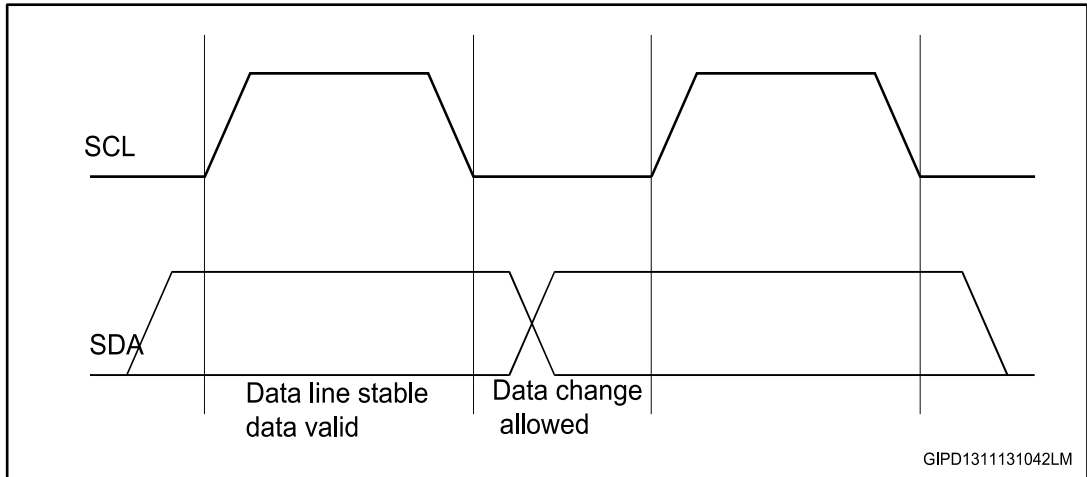 SCL
SDA
Data line stable
data valid
Data change
allowed
GIPD1311131042LM